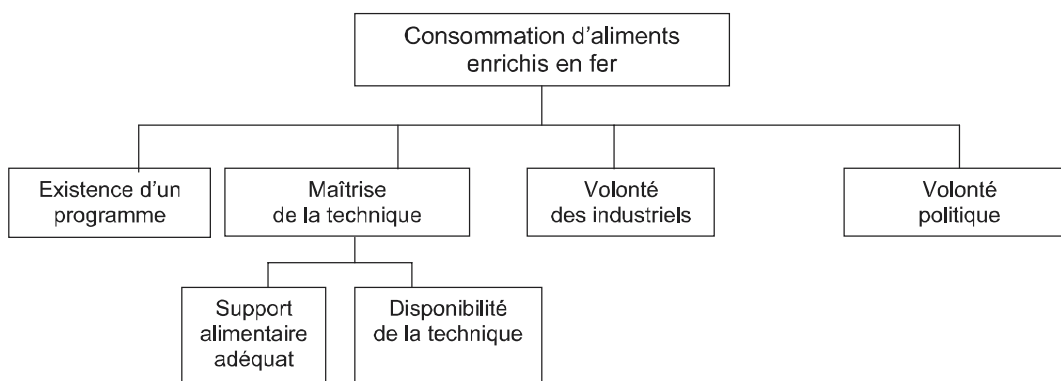 Consommation d’aliments
enrichis en fer
Existence d’un
programme
Maîtrise
de la technique
Volonté
des industriels
Volonté
politique
Support
alimentaire
adéquat
Disponibilité
de la technique